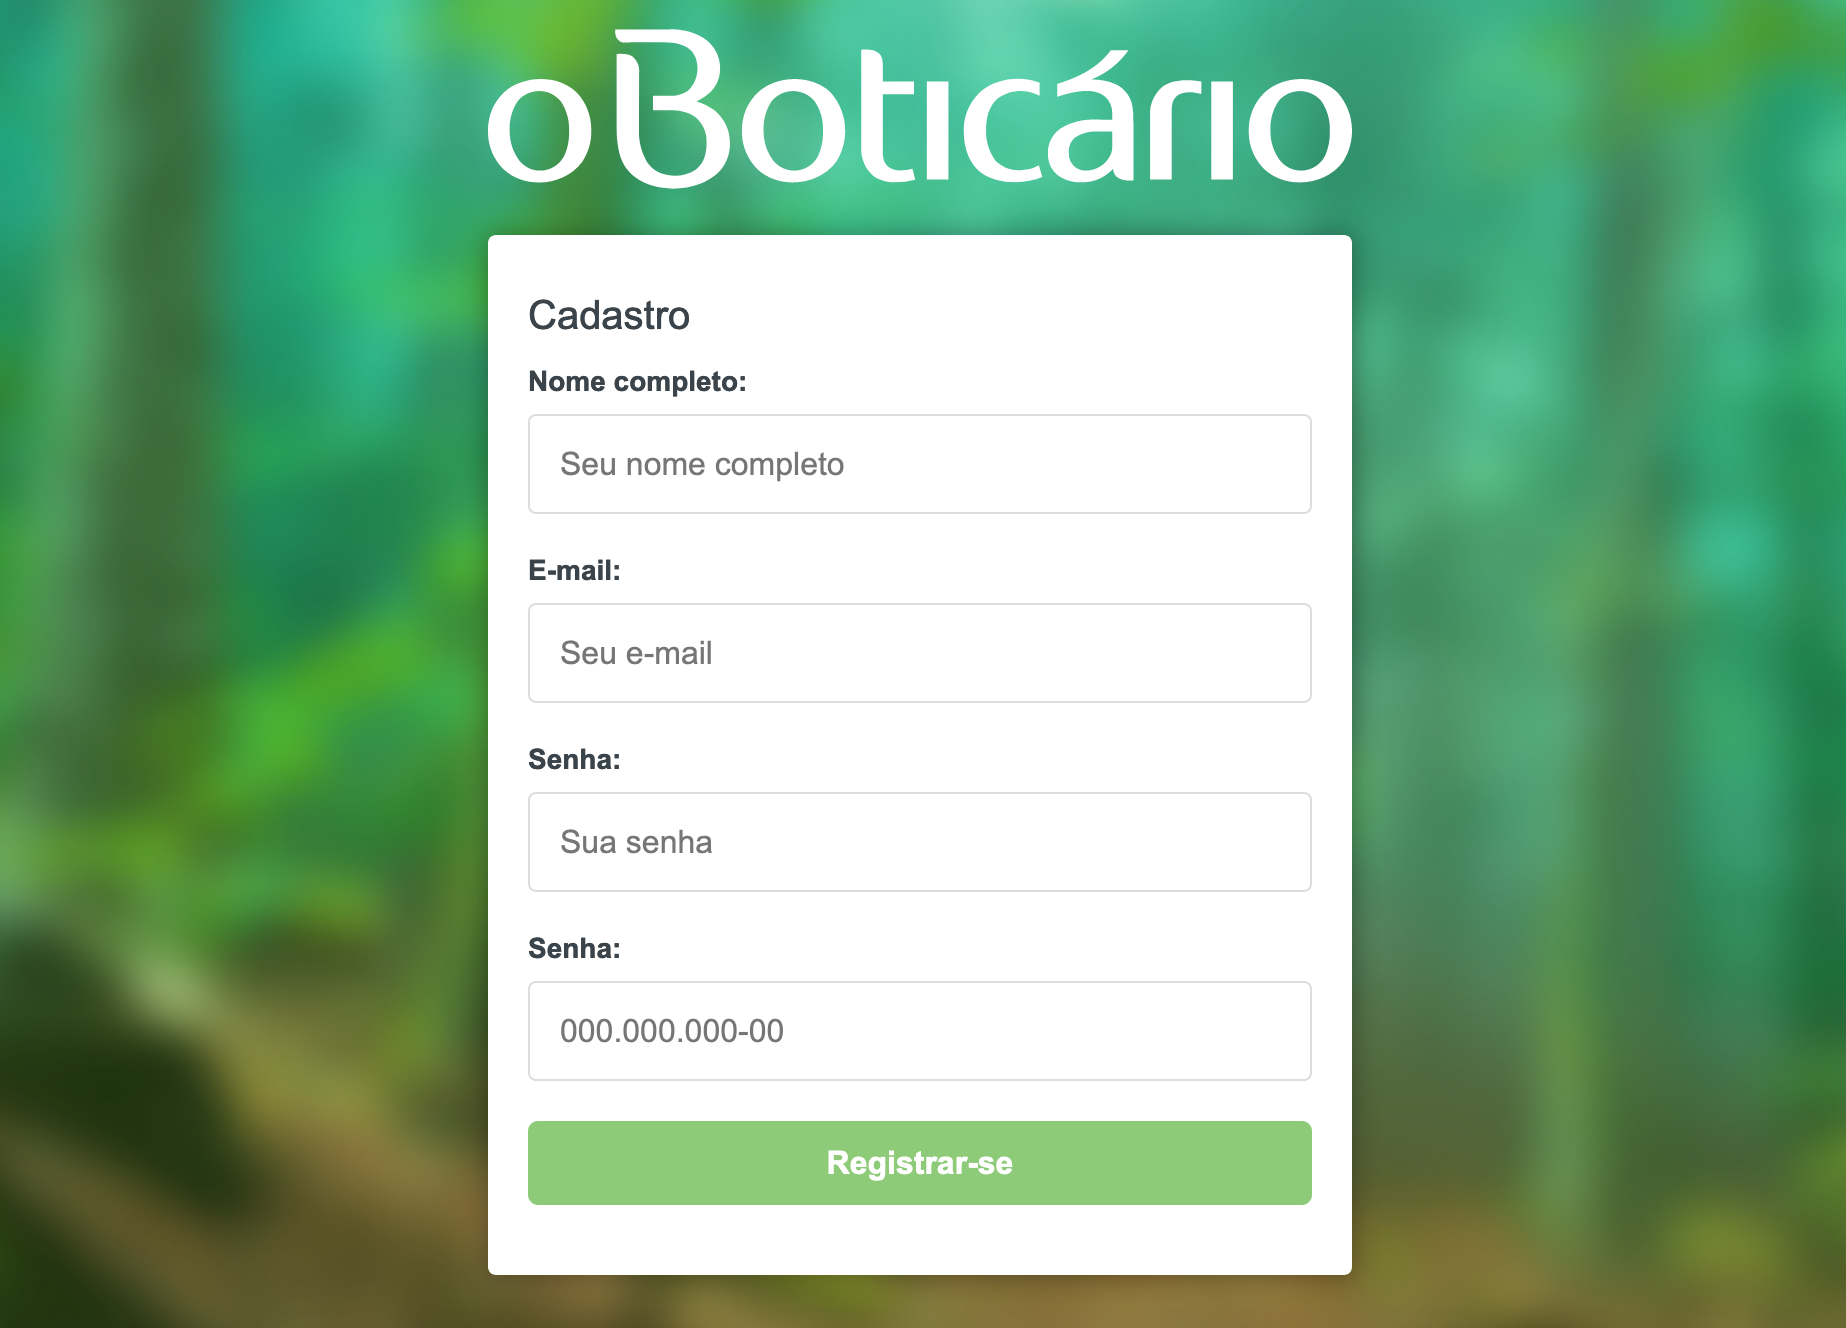 oBoticário
Cadastro
Nome completo:
Seu nome completo
E-mail:
Seu e-mail
Senha:
Sua senha
Senha:
000.000.000-00
Registrar-se